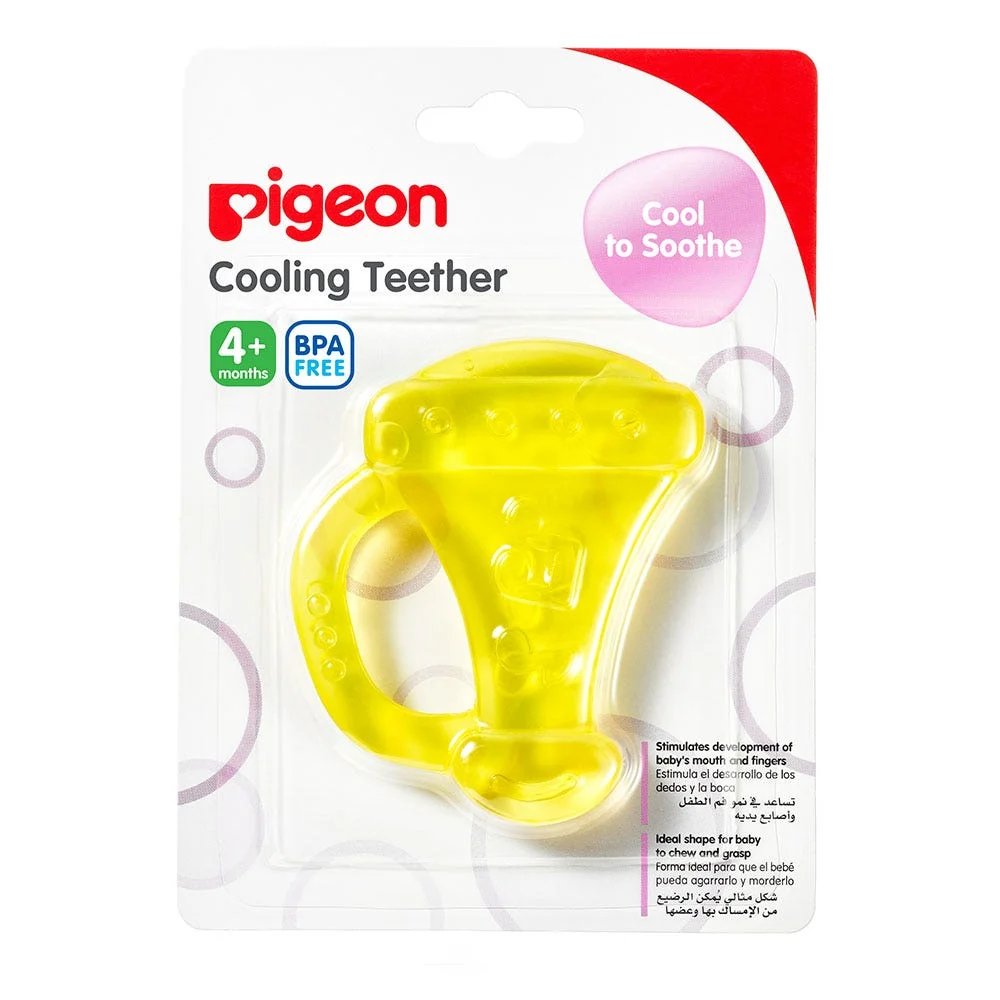 pigeon
Cooling Teether
4+
months
BPA
FREE
Cool
to Soothe
Stimulates development of
baby's mouth and fingers
Estimula el desarrollo de los
dedos y la boca
تساعد في نمو فم الطفل
وأصابع يديه
Ideal shape for baby
to chew and grasp
Forma ideal para que el bebé
pueda agarrarlo y morderlo
شكل مثالي يُمكن الرضيع
من الإمساك بها وعضها